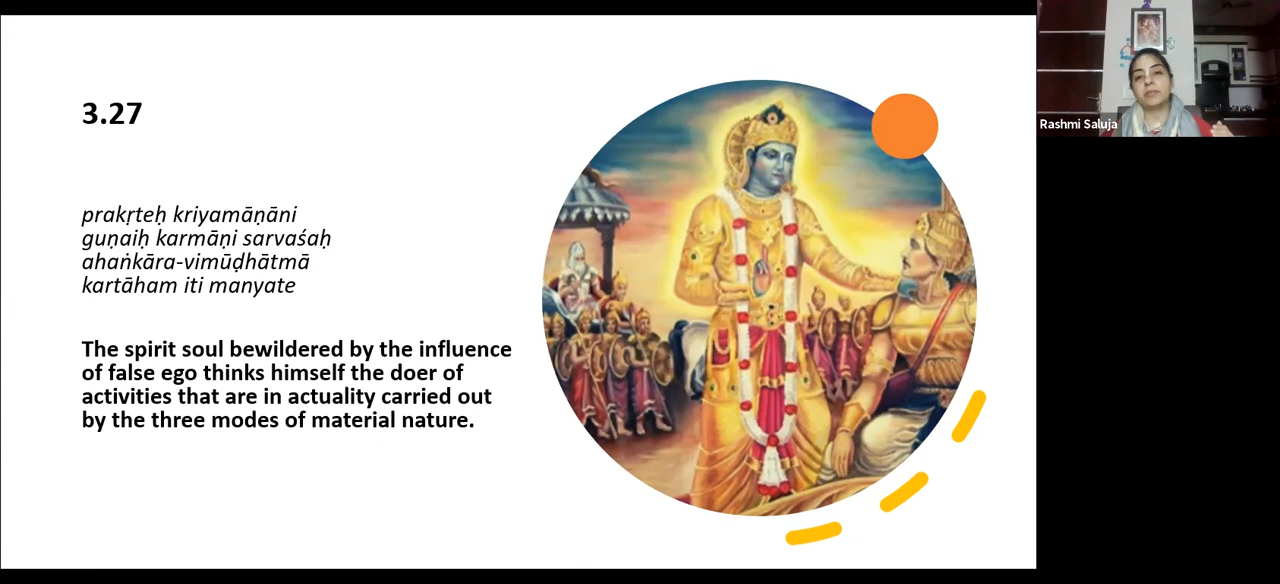 3.27
prakṛteḥ kriyamāṇāni
guṇaiḥ karmāṇi sarvaśaḥ
ahaṅkāra-vimūḍhātmā
kartāham iti manyate
The spirit soul bewildered by the influence
of false ego thinks himself the doer of
activities that are in actuality carried out
by the three modes of material nature.
Rashmi Saluja